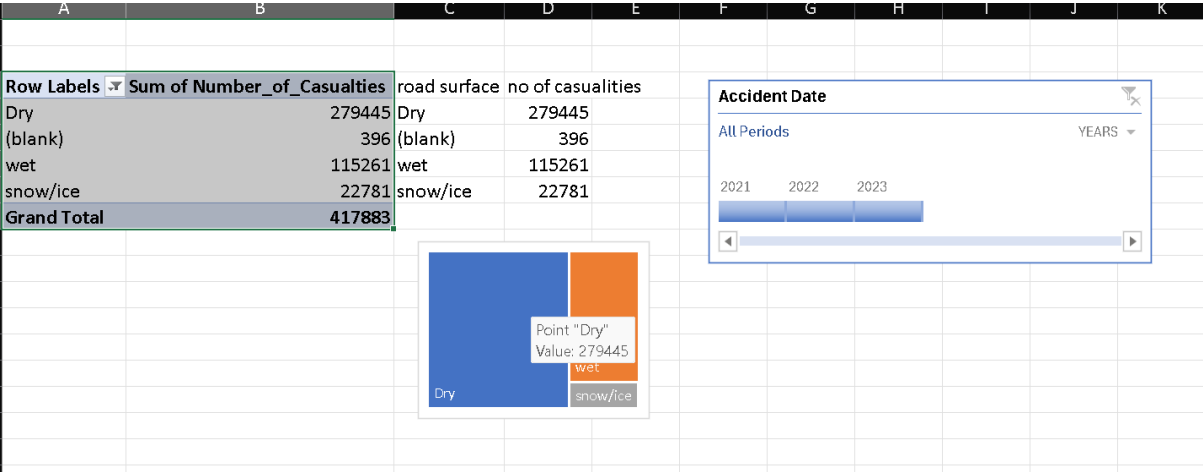 A B C D E F G H I J K
Row Labels Sum of Number_of_Casualties road surface no of casualities
Dry 279445 Dry 279445
(blank) 396 (blank) 396
wet 115261 wet 115261
snow/ice 22781 snow/ice 22781
Grand Total 417883
Accident Date
All Periods YEARS
2021 2022 2023
Point "Dry"
Value: 279445
wet
Dry
snow/ice